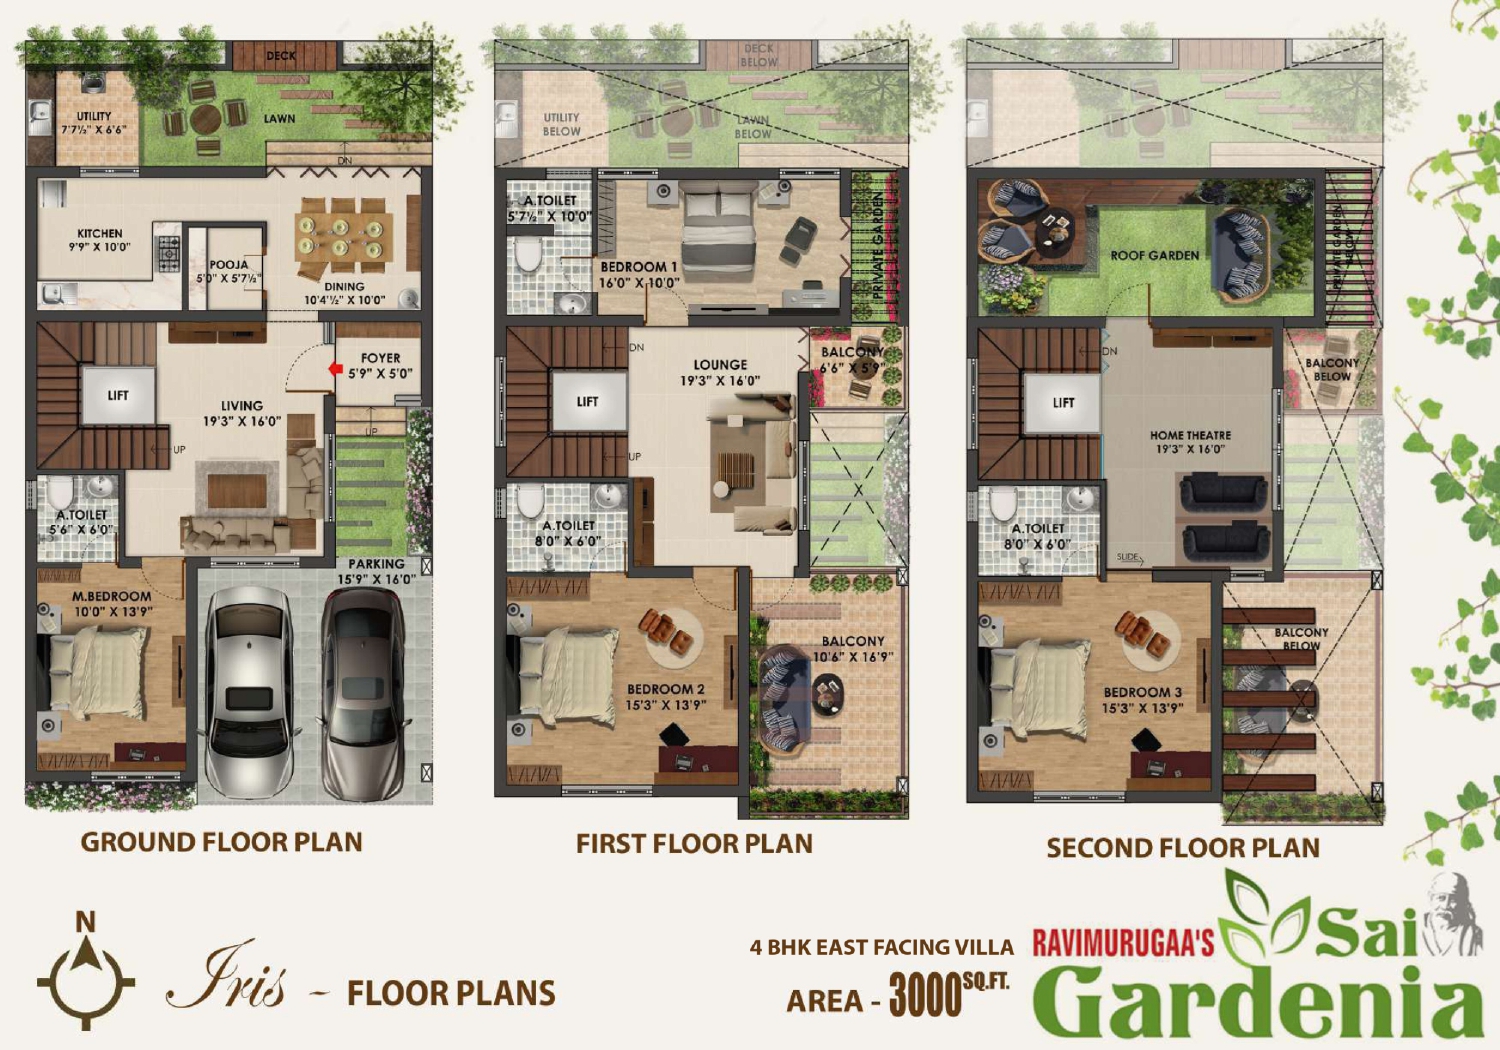 DECK
UTILITY
7'7½" X 6'6"
LAWN
DN
KITCHEN
9'9" X 10'0"
POOJA
5'0" X 5'7½"
DINING
10'4'½" X 10'0"
FOYER
5'9" X 5'0"
LIFT
LIVING
19'3" X 16'0"
UP
UP
A.TOILET
5'6" X 6'0"
PARKING
15'9" X 16'0"
M.BEDROOM
10'0" X 13'9"
GROUND FLOOR PLAN
DECK
BELOW
UTILITY
BELOW
LAWN
BELOW
A.TOILET
5'7½" X 10'0"
BEDROOM 1
16'0" X 10'0"
PRIVATE GARDEN
DN
LOUNGE
19'3" X 16'0"
BALCONY
6'6" X 5'9"
LIFT
UP
A.TOILET
8'0" X 6'0"
BEDROOM 2
15'3" X 13'9"
BALCONY
10'6" X 16'9"
FIRST FLOOR PLAN
ROOF GARDEN
PRIVATE GARDEN
BELOW
DN
BALCONY
BELOW
LIFT
HOME THEATRE
19'3" X 16'0"
A.TOILET
8'0" X 6'0"
SLIDE
BALCONY
BELOW
BEDROOM 3
15'3" X 13'9"
SECOND FLOOR PLAN
N
Iris - FLOOR PLANS
4 BHK EAST FACING VILLA
AREA - 3000 SQ.FT.
RAVIMURUGAA'S
Sai
Gardenia